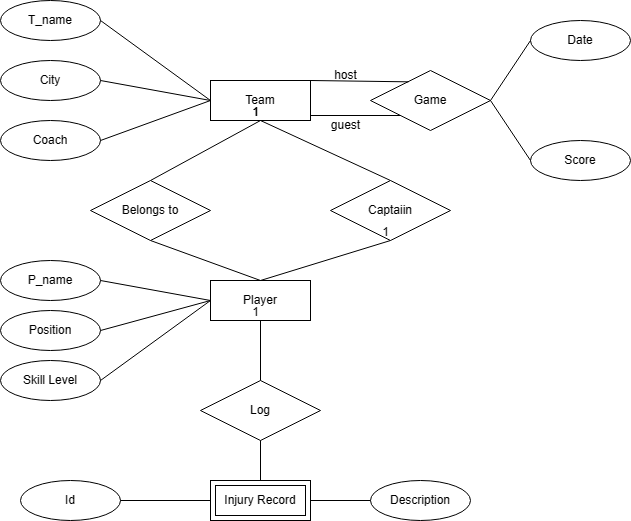 T_name
Date
host
City
Team
1
Game
guest
Coach
Score
Belongs to
Captaiin
1
P_name
Player
1
Position
Skill Level
Log
Id
Injury Record
Description